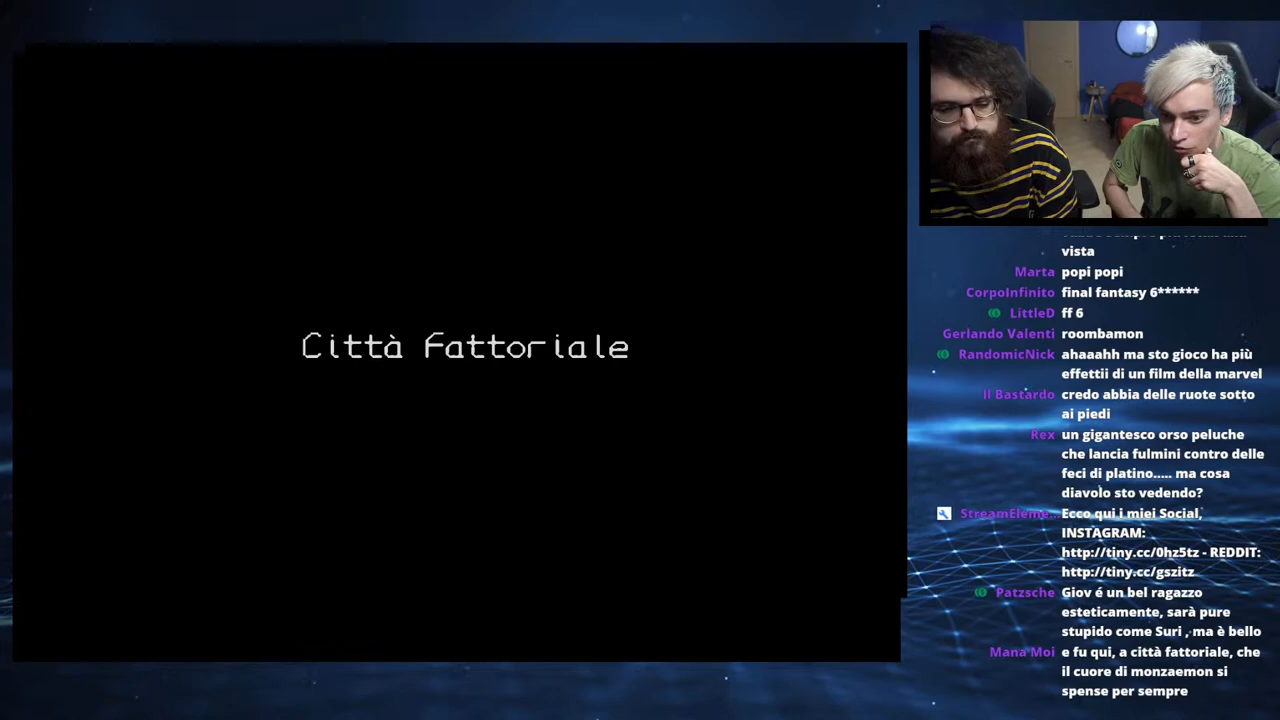 Città Fattoriale
vista
Marta popi popi
CorpoInfinito final fantasy 6******
LittleD ff 6
Gerlando Valenti roombamon
RandomicNick ahaaahh ma sto gioco ha più
effettii di un film della marvel
il Bastardo credo abbia delle ruote sotto
ai piedi
Rex un gigantesco orso peluche
che lancia fulmini contro delle
feci di platino..... ma cosa
diavolo sto vedendo?
StreamEleme... Ecco qui i miei Social,
INSTAGRAM:
http://tiny.cc/0hz5tz - REDDIT:
http://tiny.cc/gszitz
Patzsche Giov é un bel ragazzo
esteticamente, sarà pure
stupido come Suri , ma è bello
Mana Moi e fu qui, a città fattoriale, che
il cuore di monzaemon si
spense per sempre